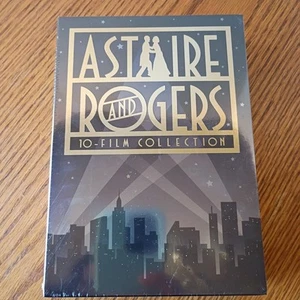 ASTAIRE
AND
ROGERS
10-FILM COLLECTION